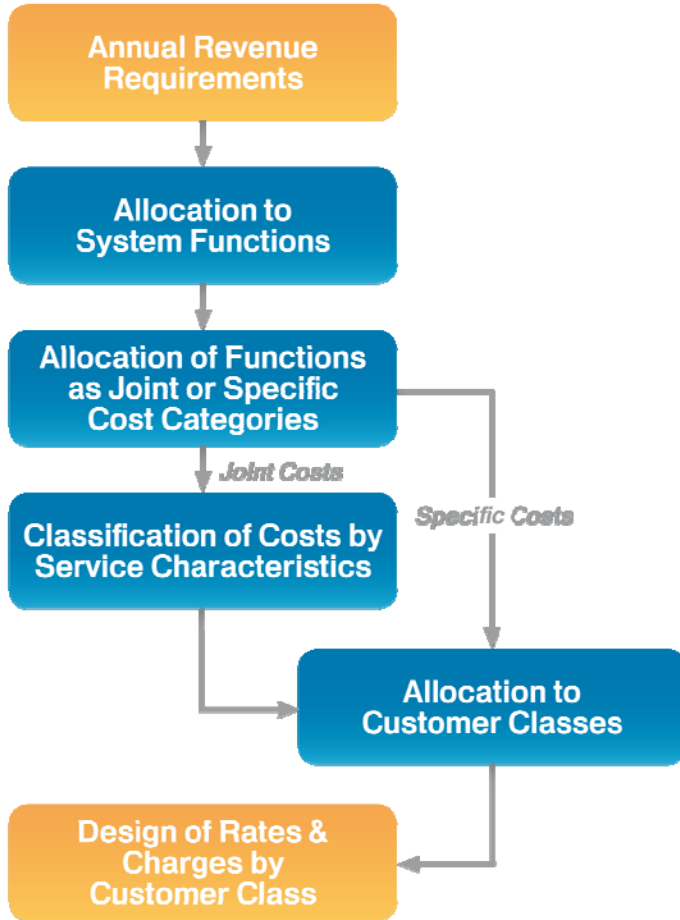 Annual Revenue
Requirements
Allocation to
System Functions
Allocation of Functions
as Joint or Specific
Cost Categories
Joint Costs
Specific Costs
Classification of Costs by
Service Characteristics
Allocation to
Customer Classes
Design of Rates &
Charges by
Customer Class